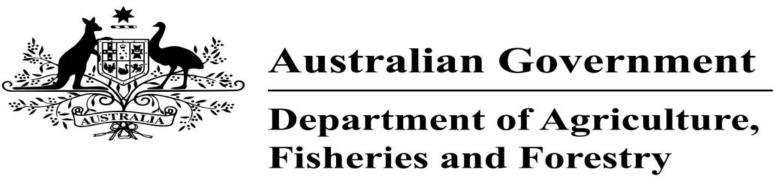 Australian Government
Department of Agriculture,
Fisheries and Forestry
AUSTRALIA